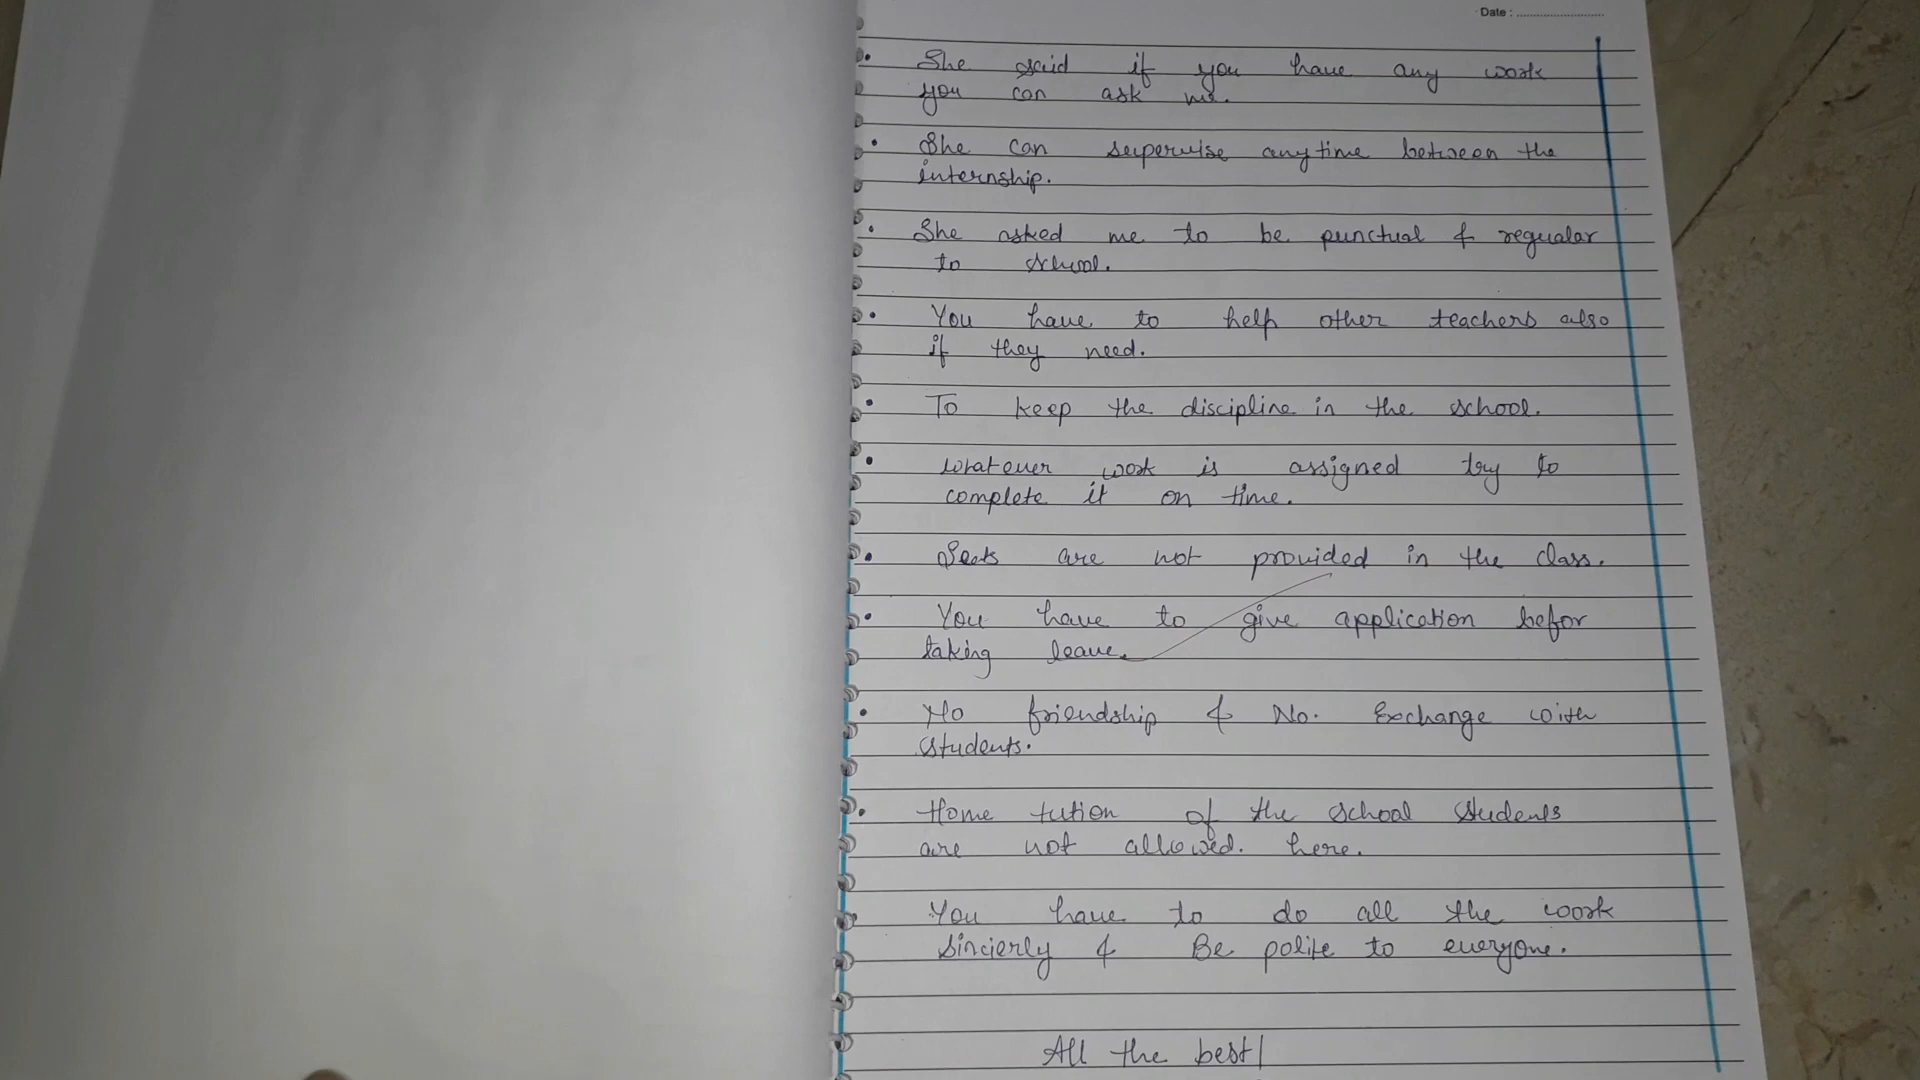 Date : ..........................
• She said if you have any work
you can ask me.
• She can superwise anytime between the
internship.
• She asked me to be punctual & regualar
to school.
• You have to help other teachers also
if they need.
• To keep the discipline in the school.
• Whatever work is assigned try to
complete it on time.
• Seats are not provided in the class.
• You have to give application befor
taking leave.
• No friendship & No. Exchange with
students.
• Home tution of the school students
are not allowed. here.
You have to do all the work
sincierly & Be polite to everyone.
All the best!